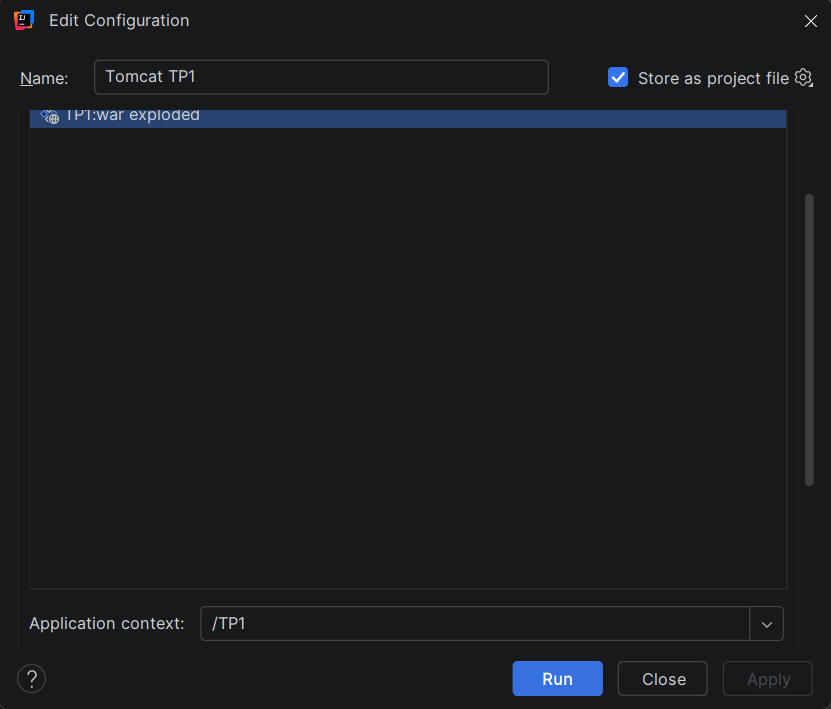 Edit Configuration
Name: Tomcat TP1 Store as project file
TP1:war exploded
Application context: /TP1
? Run Close Apply